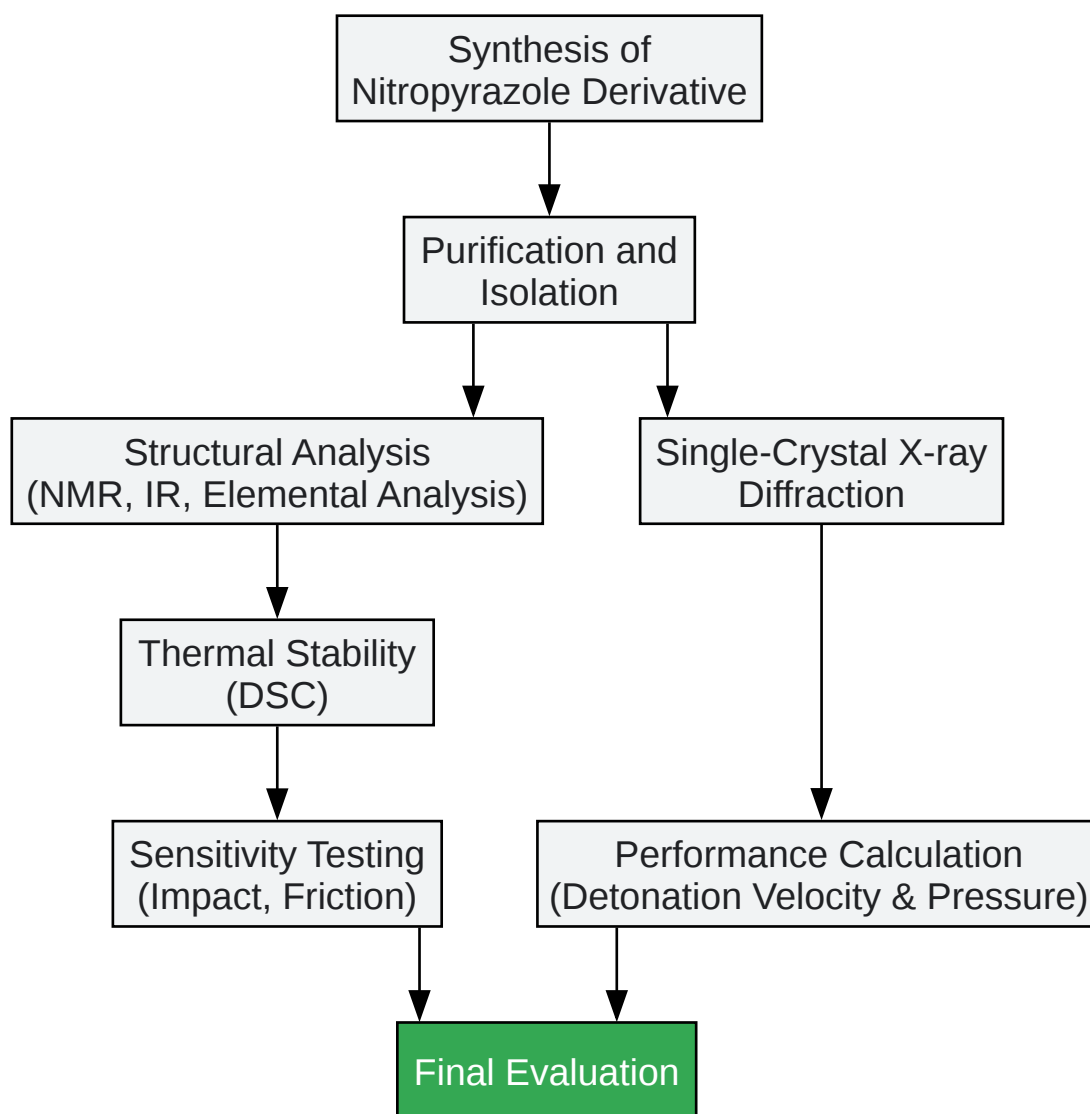 Synthesis of
Nitropyrazole Derivative
Purification and
Isolation
Structural Analysis
(NMR, IR, Elemental Analysis)
Single-Crystal X-ray
Diffraction
Thermal Stability
(DSC)
Sensitivity Testing
(Impact, Friction)
Performance Calculation
(Detonation Velocity & Pressure)
Final Evaluation